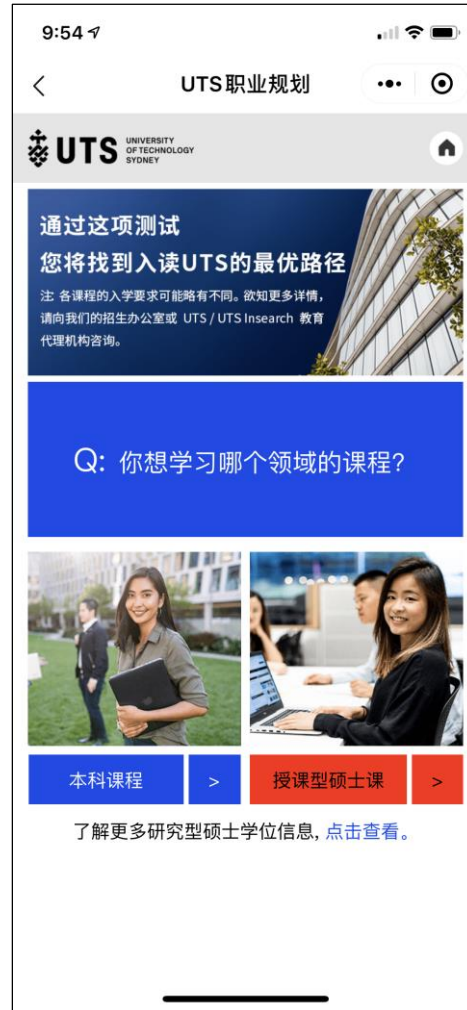 9:54
UTS职业规划
UTS UNIVERSITY
OF TECHNOLOGY
SYDNEY
通过这项测试
您将找到入读UTS的最优路径
注: 各课程的入学要求可能略有不同。欲知更多详情，
请向我们的招生办公室或 UTS / UTS Insearch 教育
代理机构咨询。
Q: 你想学习哪个领域的课程?
本科课程 >
授课型硕士课 >
了解更多研究型硕士学位信息, 点击查看。